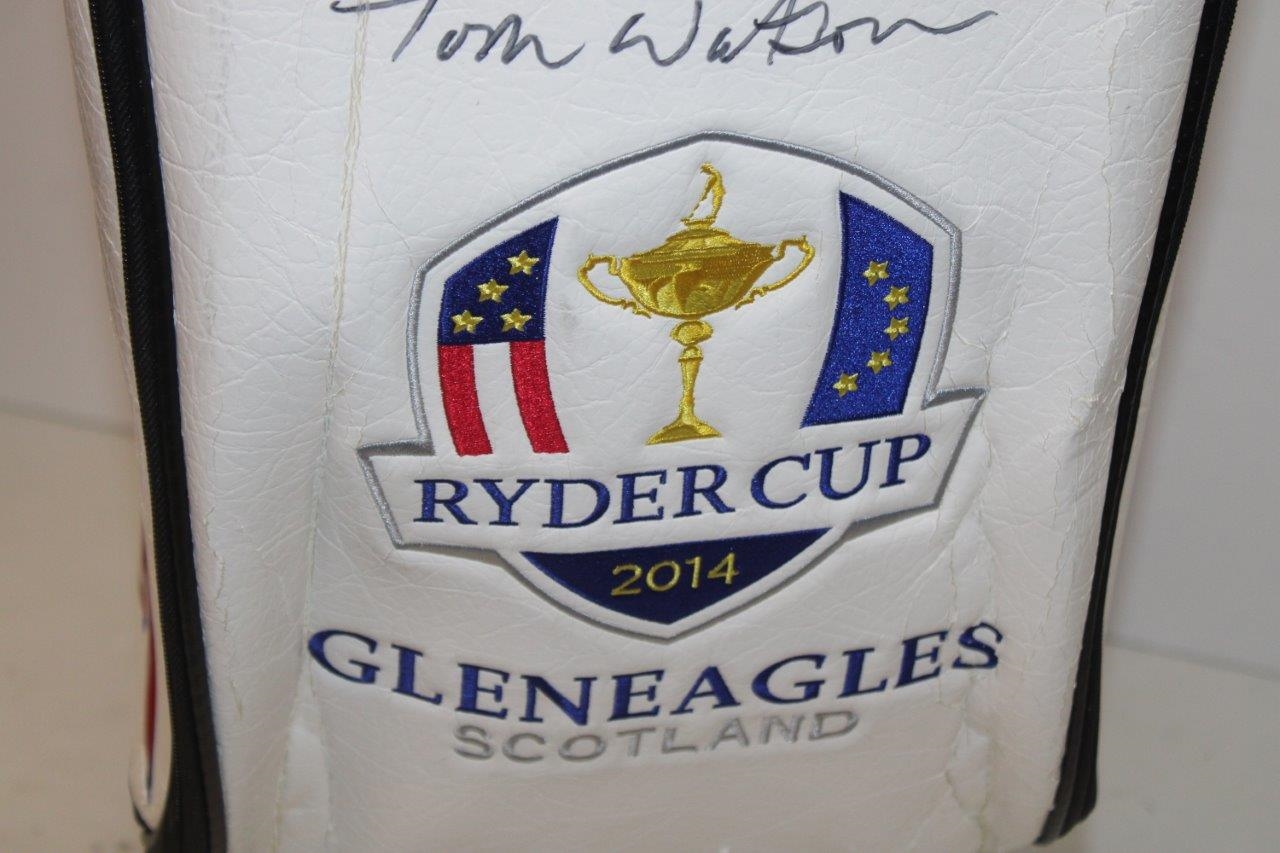 Tom Watson
RYDER CUP
2014
GLENEAGLES
SCOTLAND